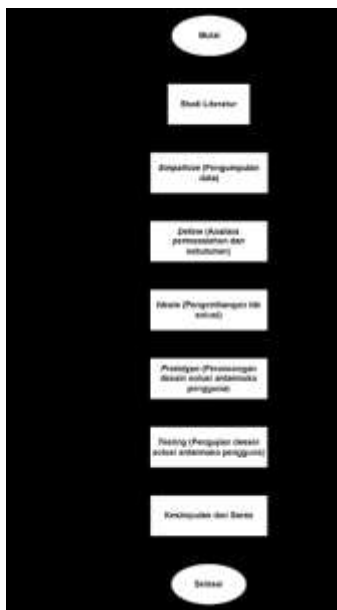 Mulai
Studi Literatur
Empathize (Pengumpulan
data)
Define (Analisis
permasalahan dan
kebutuhan)
Ideate (Pengembangan ide
solusi)
Prototype (Perancangan
desain solusi antarmuka
pengguna)
Testing (Pengujian desain
solusi antarmuka pengguna)
Kesimpulan dan Saran
Selesai